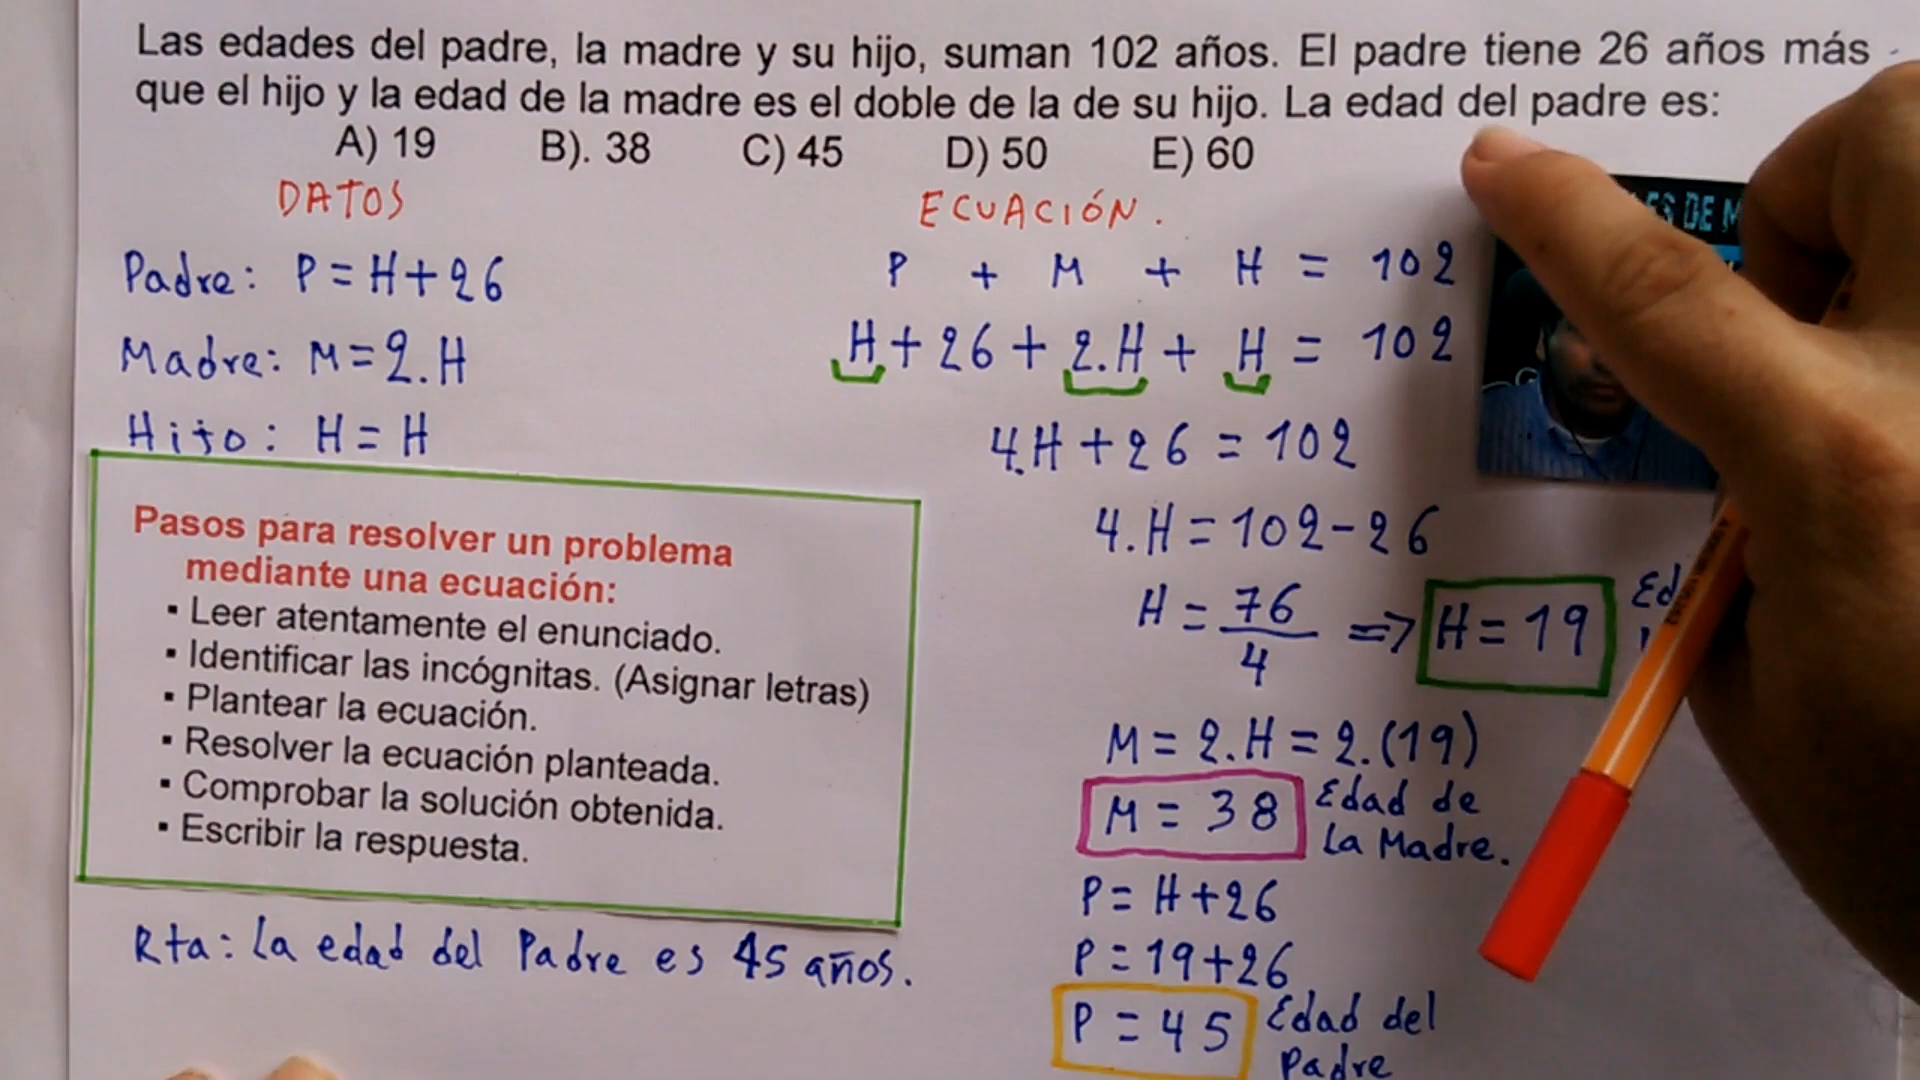 Las edades del padre, la madre y su hijo, suman 102 años. El padre tiene 26 años más
que el hijo y la edad de la madre es el doble de la de su hijo. La edad del padre es:
A) 19 B). 38 C) 45 D) 50 E) 60
DATOS
Padre: P = H + 26
Madre: M = 2.H
Hijo: H = H
ECUACIÓN.
P + M + H = 102
H + 26 + 2.H + H = 102
4.H + 26 = 102
4.H = 102 - 26
H = 76/4 => H = 19
M = 2.H = 2.(19)
M = 38 Edad de
la Madre.
P = H + 26
P = 19 + 26
P = 45 Edad del
Padre
Pasos para resolver un problema
mediante una ecuación:
▪ Leer atentamente el enunciado.
▪ Identificar las incógnitas. (Asignar letras)
▪ Plantear la ecuación.
▪ Resolver la ecuación planteada.
▪ Comprobar la solución obtenida.
▪ Escribir la respuesta.
Rta: La edad del Padre es 45 años.
DE